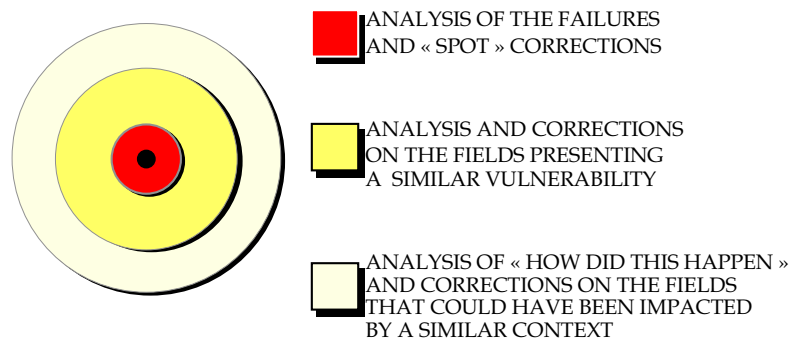 ANALYSIS OF THE FAILURES
AND « SPOT » CORRECTIONS
ANALYSIS AND CORRECTIONS
ON THE FIELDS PRESENTING
A SIMILAR VULNERABILITY
ANALYSIS OF « HOW DID THIS HAPPEN »
AND CORRECTIONS ON THE FIELDS
THAT COULD HAVE BEEN IMPACTED
BY A SIMILAR CONTEXT